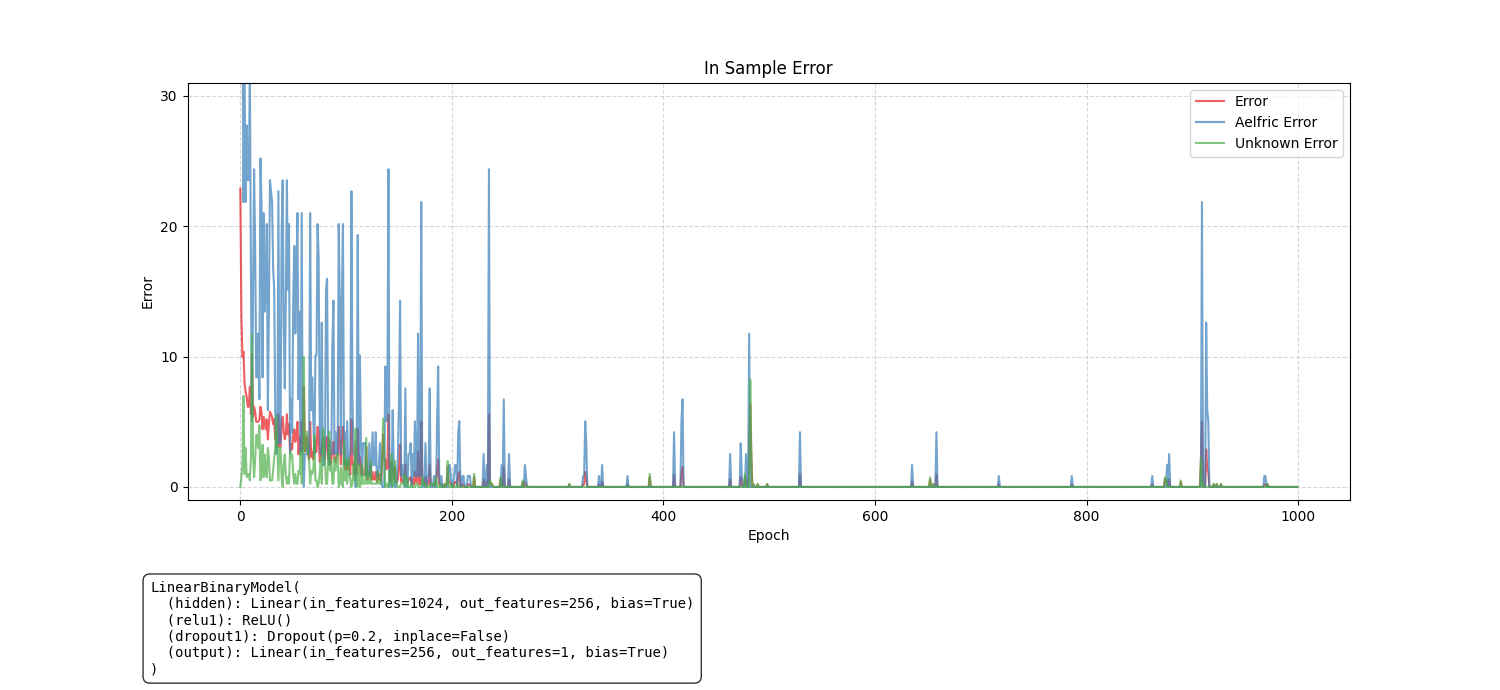 In Sample Error
30
20
10
0
Error
Error
Aelfric Error
Unknown Error
0 200 400 600 800 1000
Epoch
LinearBinaryModel(
  (hidden): Linear(in_features=1024, out_features=256, bias=True)
  (relu1): ReLU()
  (dropout1): Dropout(p=0.2, inplace=False)
  (output): Linear(in_features=256, out_features=1, bias=True)
)